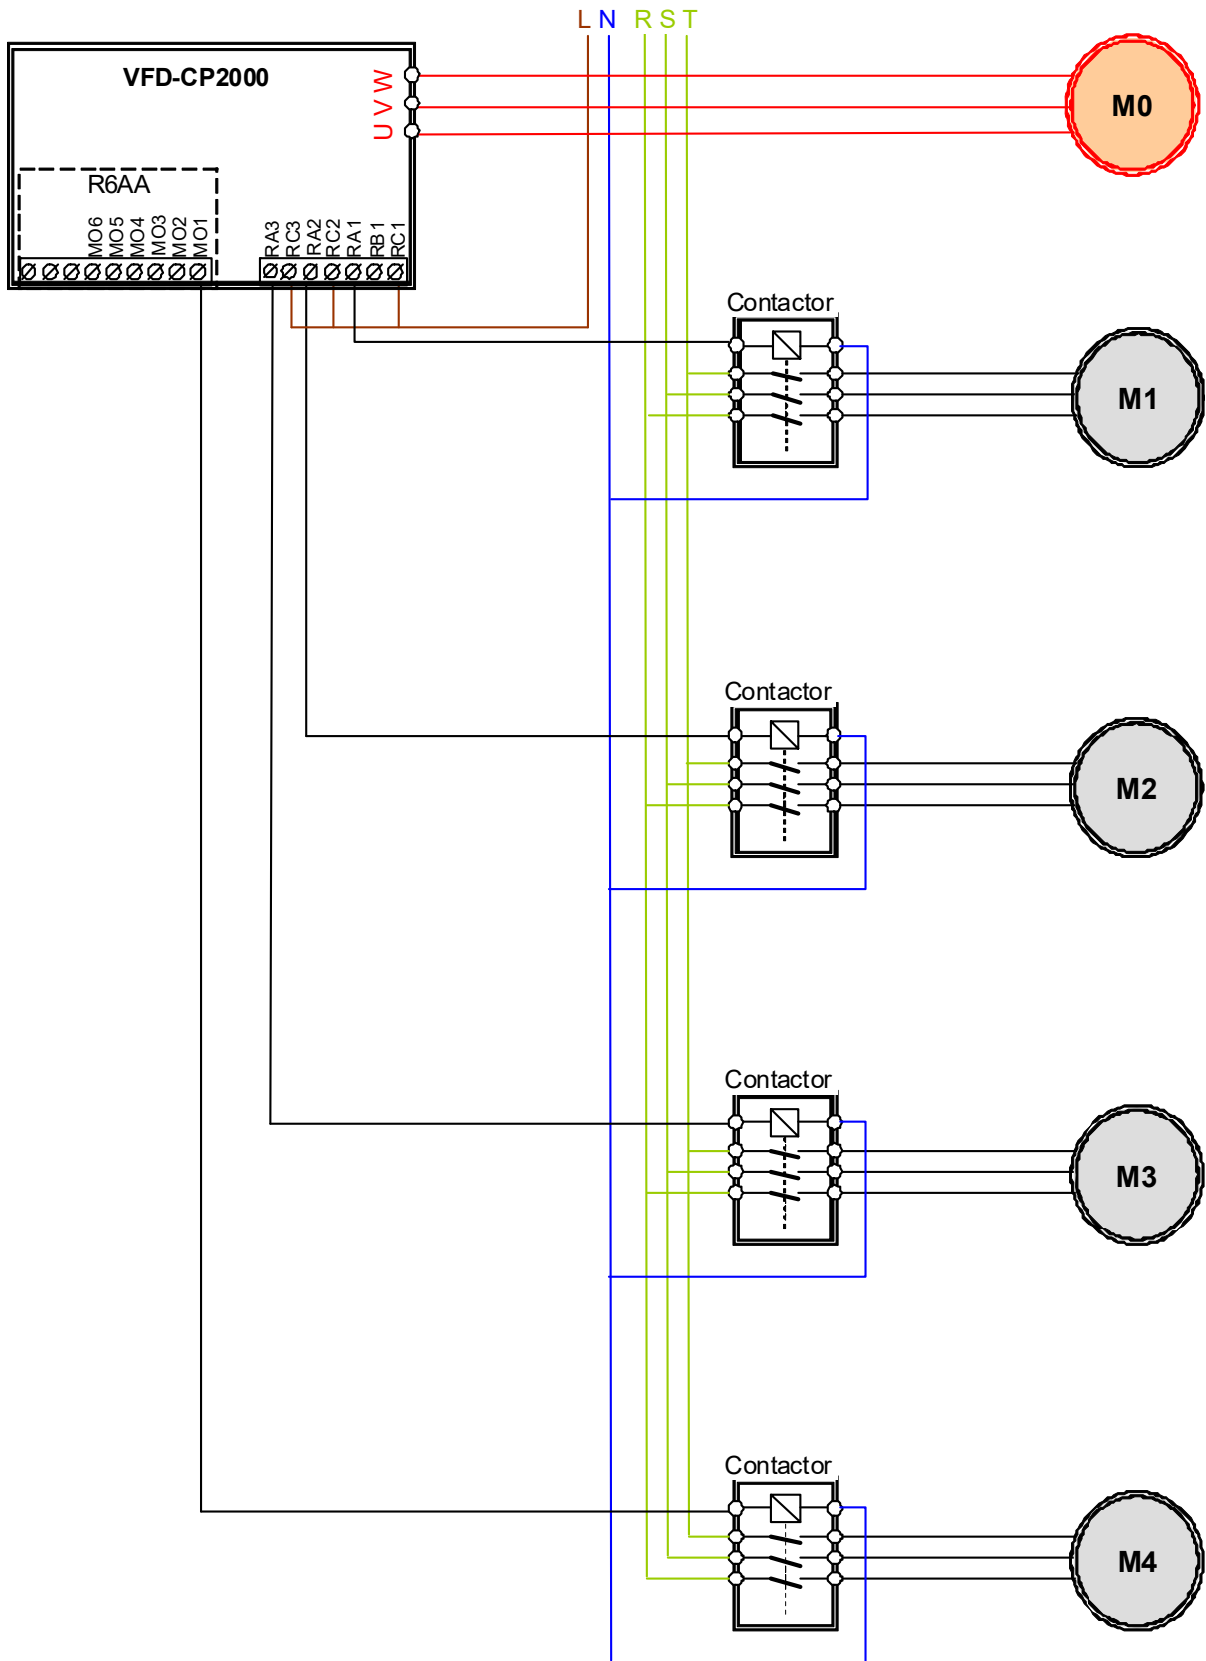 L N R S T
VFD-CP2000
U V W
M0
R6AA
MO6
MO5
MO4
MO3
MO2
MO1
RA3
RC3
RA2
RC2
RA1
RB1
RC1
Contactor
M1
Contactor
M2
Contactor
M3
Contactor
M4